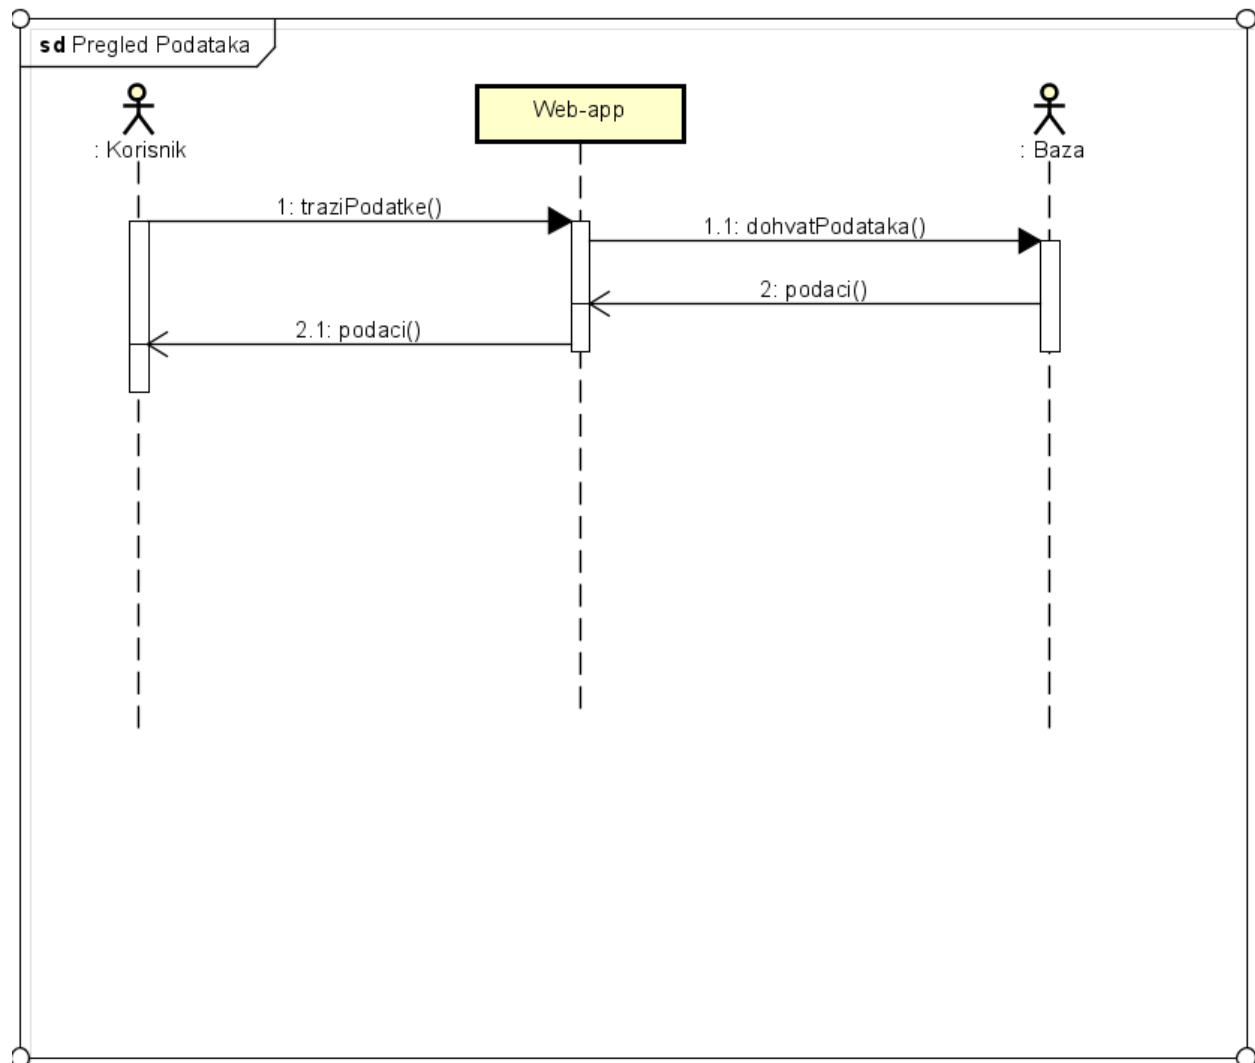 sd Pregled Podataka
Web-app
: Korisnik
: Baza
1: traziPodatke()
1.1: dohvatPodataka()
2: podaci()
2.1: podaci()